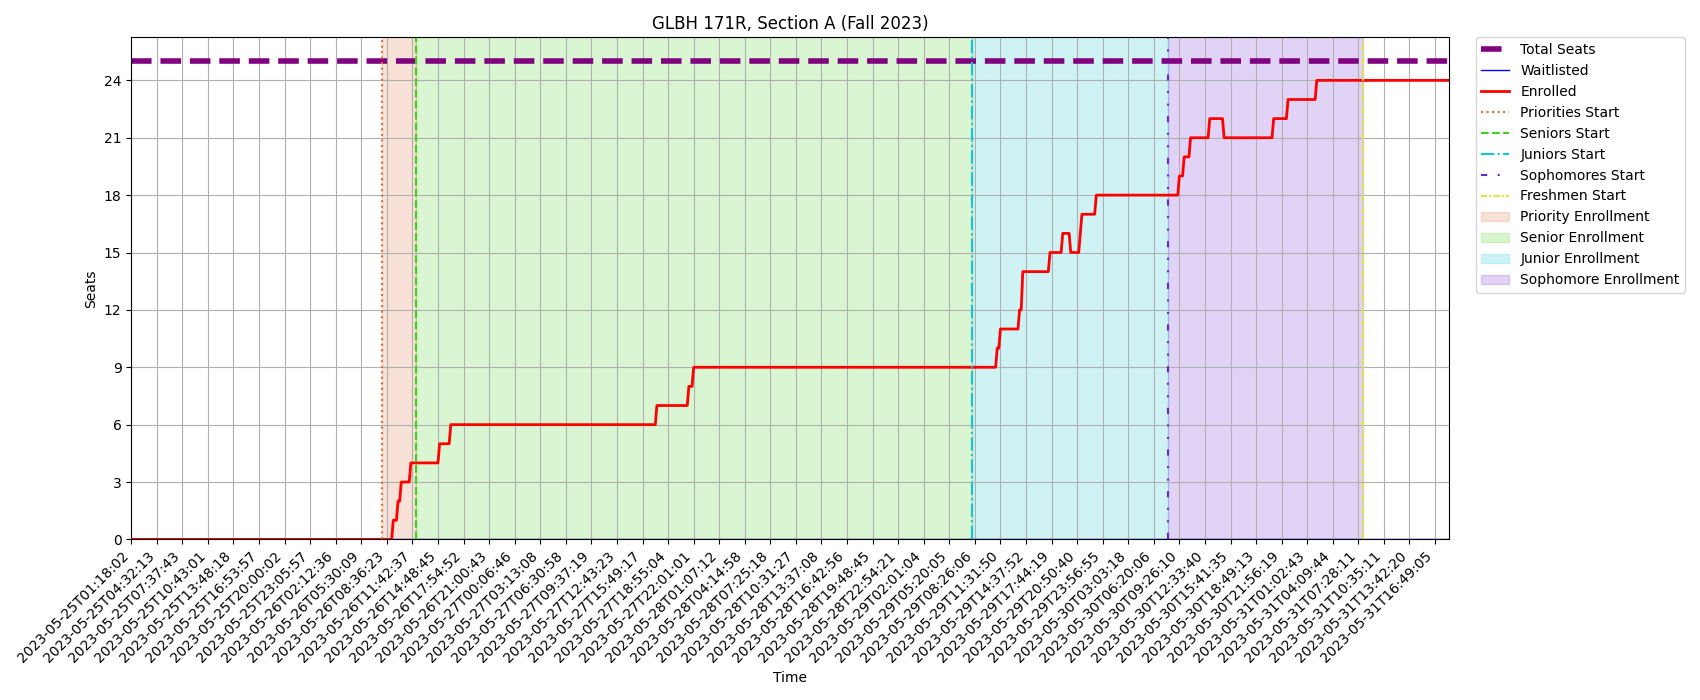 GLBH 171R, Section A (Fall 2023)
Total Seats
Waitlisted
Enrolled
Priorities Start
Seniors Start
Juniors Start
Sophomores Start
Freshmen Start
Priority Enrollment
Senior Enrollment
Junior Enrollment
Sophomore Enrollment
Seats
24
21
18
15
12
9
6
3
0
2023-05-25T01:18:02
2023-05-25T04:32:13
2023-05-25T07:37:43
2023-05-25T10:43:01
2023-05-25T13:48:18
2023-05-25T16:53:57
2023-05-25T20:00:02
2023-05-25T23:05:57
2023-05-26T02:12:36
2023-05-26T05:30:09
2023-05-26T08:36:23
2023-05-26T11:42:37
2023-05-26T14:48:45
2023-05-26T17:54:52
2023-05-26T21:00:43
2023-05-27T00:06:46
2023-05-27T03:13:08
2023-05-27T06:30:58
2023-05-27T09:37:19
2023-05-27T12:43:23
2023-05-27T15:49:17
2023-05-27T18:55:04
2023-05-27T22:01:01
2023-05-28T01:07:12
2023-05-28T04:14:58
2023-05-28T07:25:18
2023-05-28T10:31:27
2023-05-28T13:37:08
2023-05-28T16:42:56
2023-05-28T19:48:45
2023-05-28T22:54:21
2023-05-29T02:01:04
2023-05-29T05:20:05
2023-05-29T08:26:06
2023-05-29T11:31:50
2023-05-29T14:37:52
2023-05-29T17:44:19
2023-05-29T20:50:40
2023-05-29T23:56:55
2023-05-30T03:03:18
2023-05-30T06:20:06
2023-05-30T09:26:10
2023-05-30T12:33:40
2023-05-30T15:41:35
2023-05-30T18:49:13
2023-05-30T21:56:19
2023-05-31T01:02:43
2023-05-31T04:09:44
2023-05-31T07:28:11
2023-05-31T10:35:11
2023-05-31T13:42:20
2023-05-31T16:49:05
Time